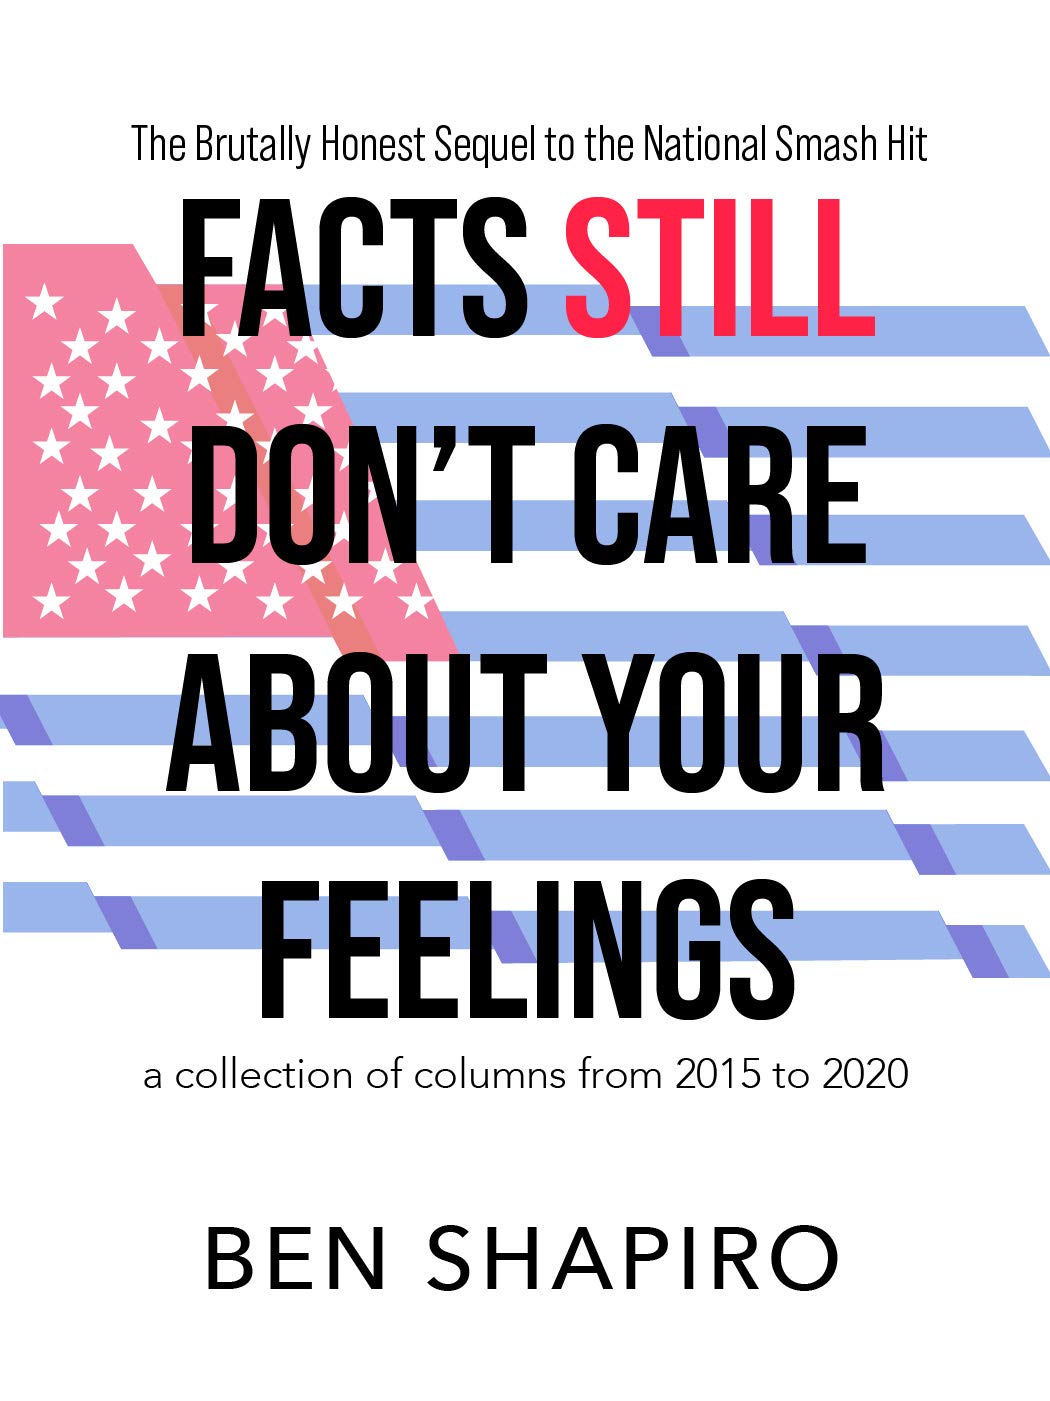 The Brutally Honest Sequel to the National Smash Hit
FACTS STILL
DON’T CARE
ABOUT YOUR
FEELINGS
a collection of columns from 2015 to 2020
BEN SHAPIRO